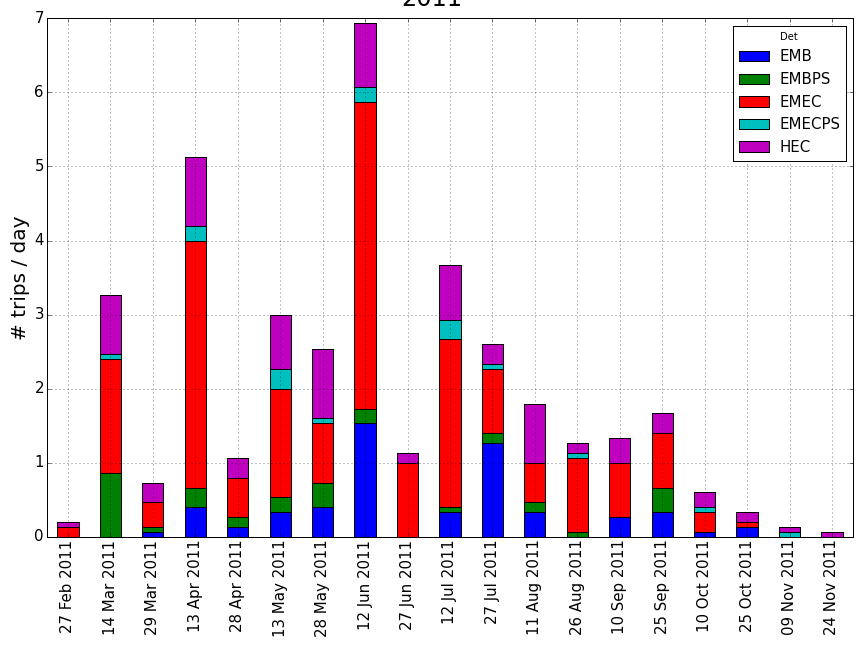 2011
# trips / day
7
6
5
4
3
2
1
0
Det
EMB
EMBPS
EMEC
EMECPS
HEC
27 Feb 2011
14 Mar 2011
29 Mar 2011
13 Apr 2011
28 Apr 2011
13 May 2011
28 May 2011
12 Jun 2011
27 Jun 2011
12 Jul 2011
27 Jul 2011
11 Aug 2011
26 Aug 2011
10 Sep 2011
25 Sep 2011
10 Oct 2011
25 Oct 2011
09 Nov 2011
24 Nov 2011